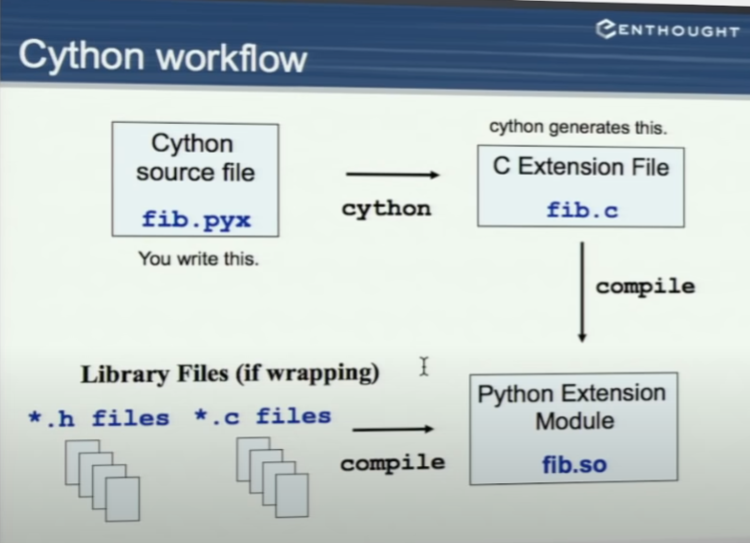 ENTHOUGHT
Cython workflow
cython generates this.
Cython
source file
fib.pyx
You write this.
cython
C Extension File
fib.c
compile
Library Files (if wrapping)
*.h files *.c files
compile
Python Extension
Module
fib.so